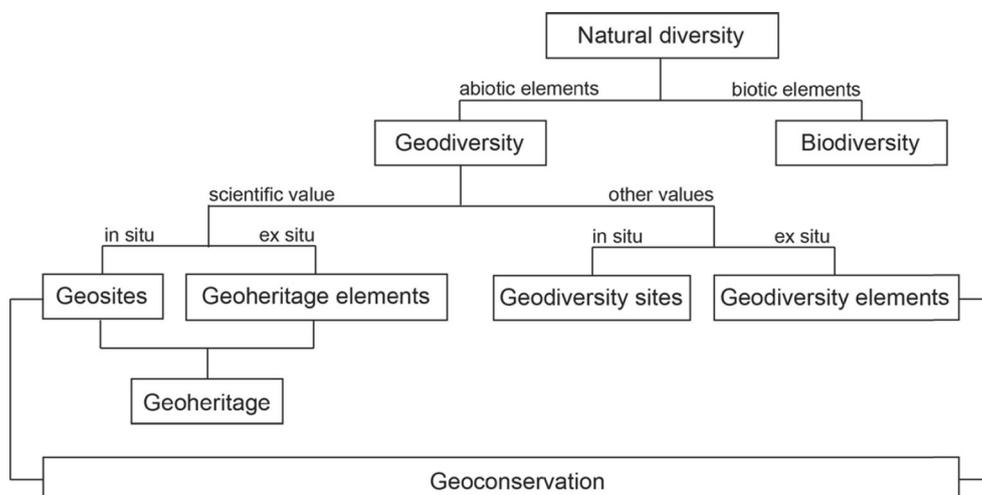 Natural diversity
abiotic elements
biotic elements
Geodiversity
Biodiversity
scientific value
other values
in situ
ex situ
in situ
ex situ
Geosites
Geoheritage elements
Geodiversity sites
Geodiversity elements
Geoheritage
Geoconservation